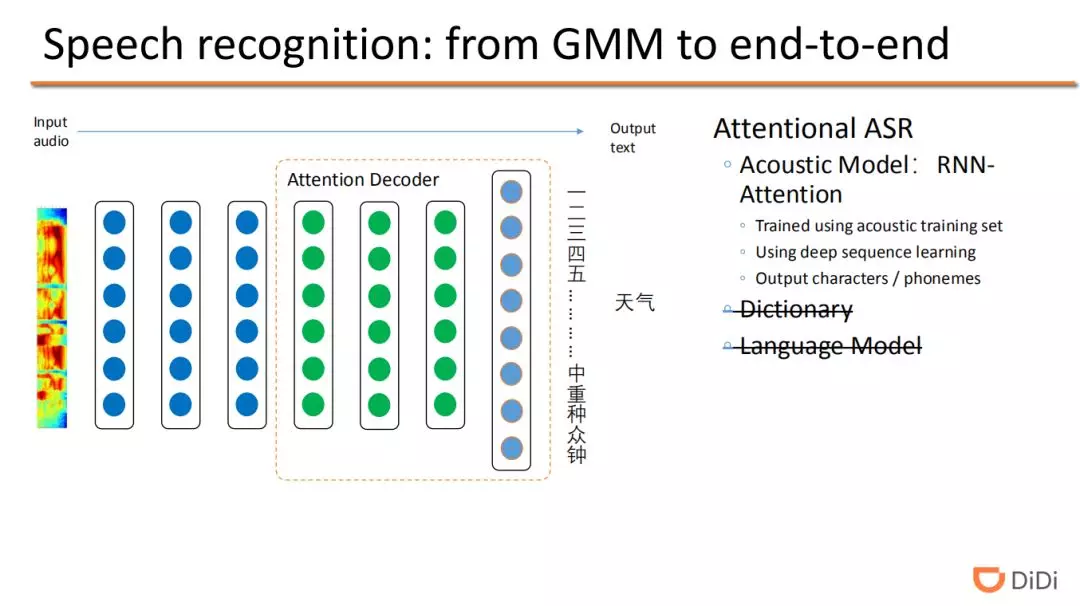 Speech recognition: from GMM to end-to-end
Input
audio
Output
text
Attention Decoder
一
二
三
四
五
⋮
⋮
⋮
中
重
种
众
钟
天气
Attentional ASR
Acoustic Model： RNN-
Attention
Trained using acoustic training set
Using deep sequence learning
Output characters / phonemes
Dictionary
Language Model
DiDi